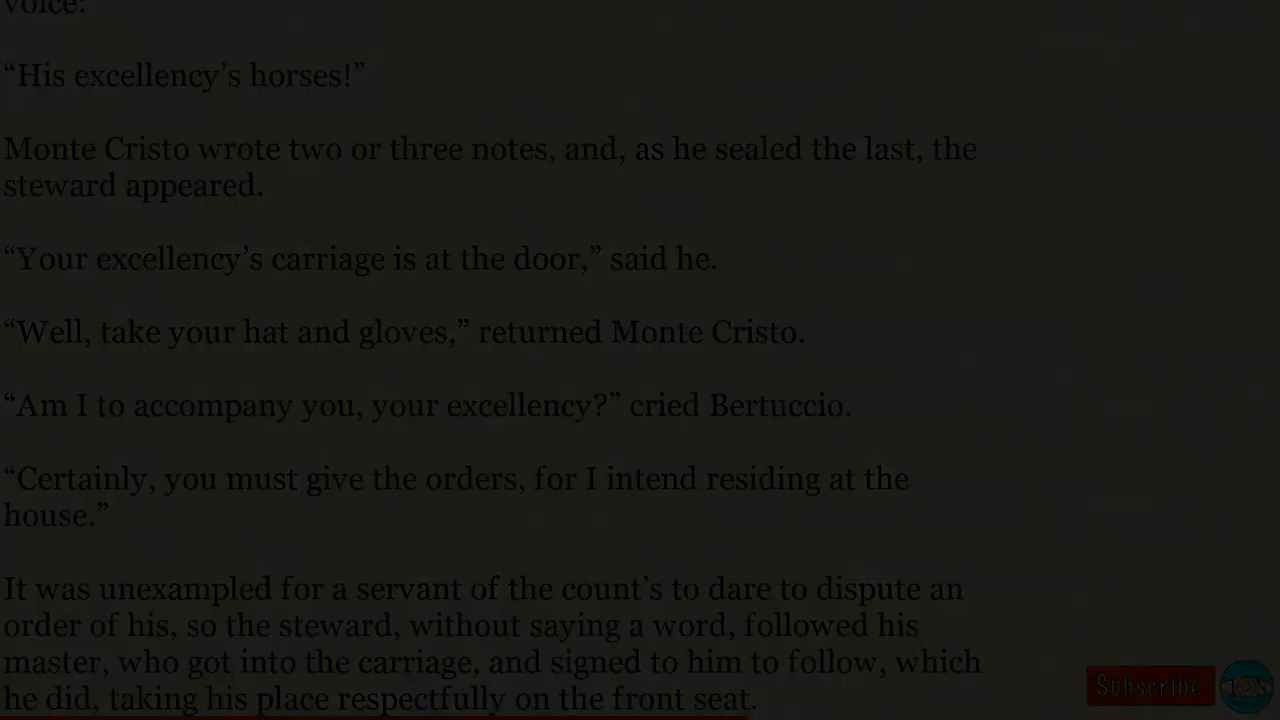 voice:
“His excellency’s horses!”
Monte Cristo wrote two or three notes, and, as he sealed the last, the
steward appeared.
“Your excellency’s carriage is at the door,” said he.
“Well, take your hat and gloves,” returned Monte Cristo.
“Am I to accompany you, your excellency?” cried Bertuccio.
“Certainly, you must give the orders, for I intend residing at the
house.”
It was unexampled for a servant of the count’s to dare to dispute an
order of his, so the steward, without saying a word, followed his
master, who got into the carriage, and signed to him to follow, which
he did, taking his place respectfully on the front seat.
Subscribe